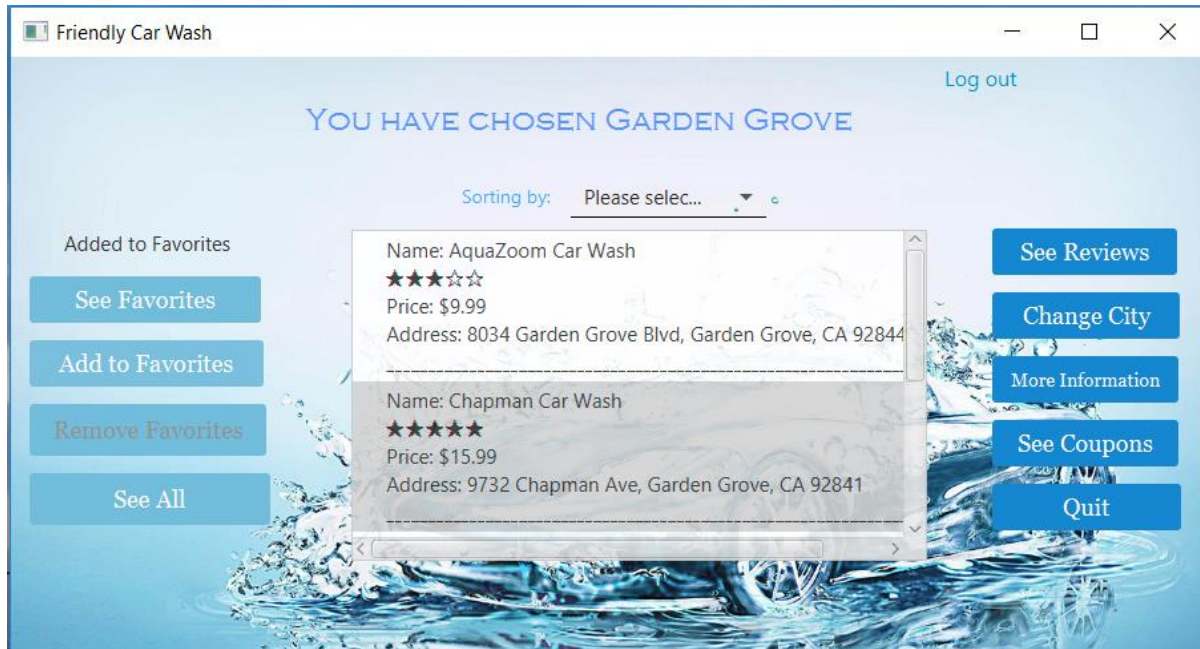 Friendly Car Wash
Log out
You have chosen Garden Grove
Sorting by: Please selec...
Added to Favorites
See Favorites
Add to Favorites
Remove Favorites
See All
Name: AquaZoom Car Wash
★★★☆☆
Price: $9.99
Address: 8034 Garden Grove Blvd, Garden Grove, CA 92844
Name: Chapman Car Wash
★★★★★
Price: $15.99
Address: 9732 Chapman Ave, Garden Grove, CA 92841
See Reviews
Change City
More Information
See Coupons
Quit